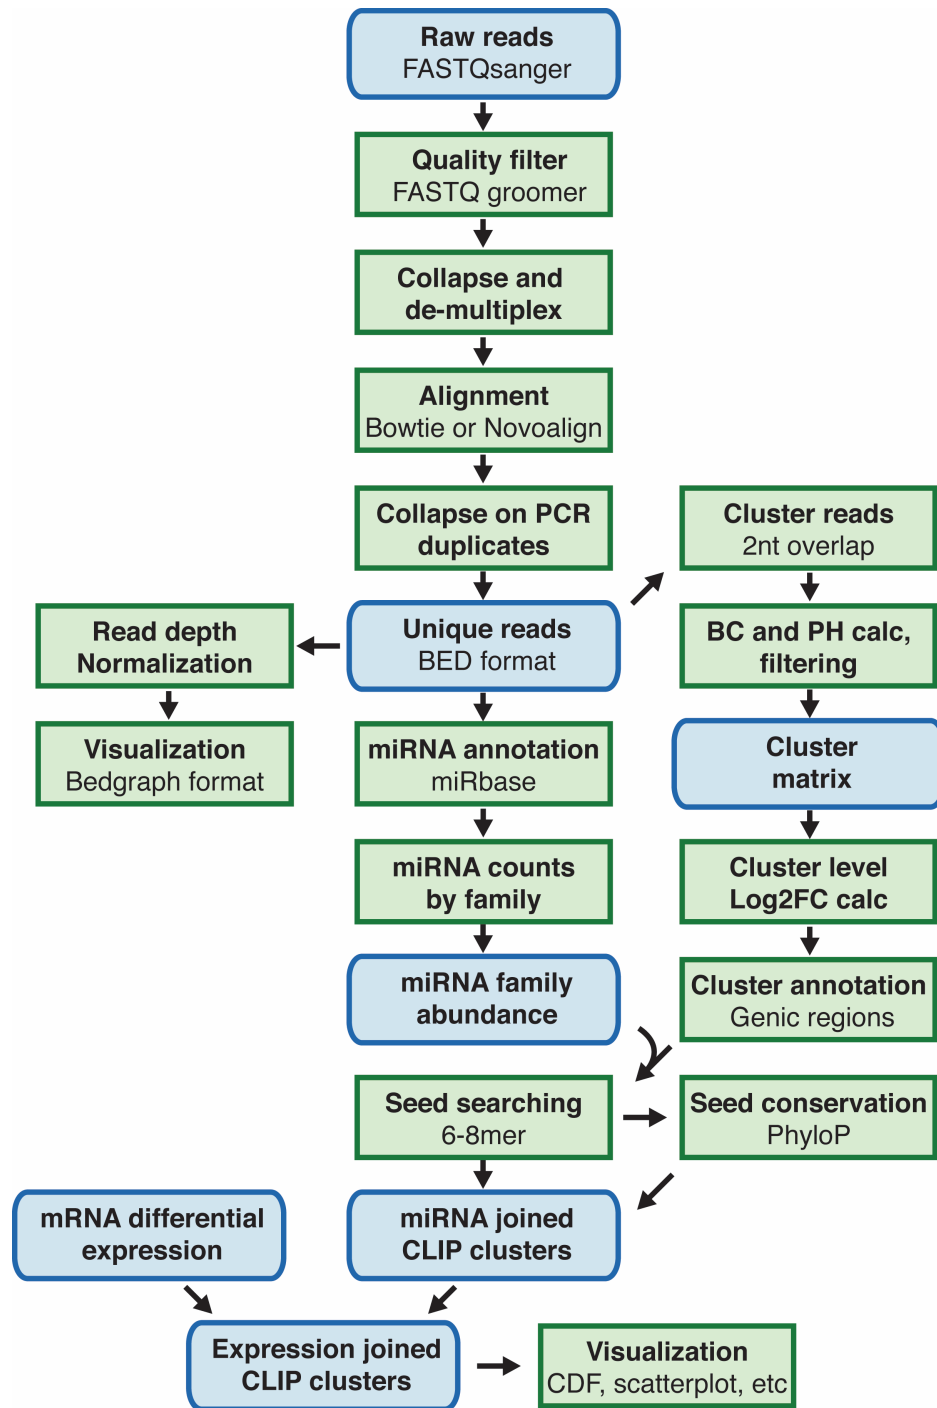 Raw reads
FASTQsanger
Quality filter
FASTQ groomer
Collapse and
de-multiplex
Alignment
Bowtie or Novoalign
Collapse on PCR
duplicates
Cluster reads
2nt overlap
Read depth
Normalization
Unique reads
BED format
BC and PH calc,
filtering
Visualization
Bedgraph format
miRNA annotation
miRbase
Cluster
matrix
miRNA counts
by family
Cluster level
Log2FC calc
miRNA family
abundance
Cluster annotation
Genic regions
Seed searching
6-8mer
Seed conservation
PhyloP
mRNA differential
expression
miRNA joined
CLIP clusters
Expression joined
CLIP clusters
Visualization
CDF, scatterplot, etc